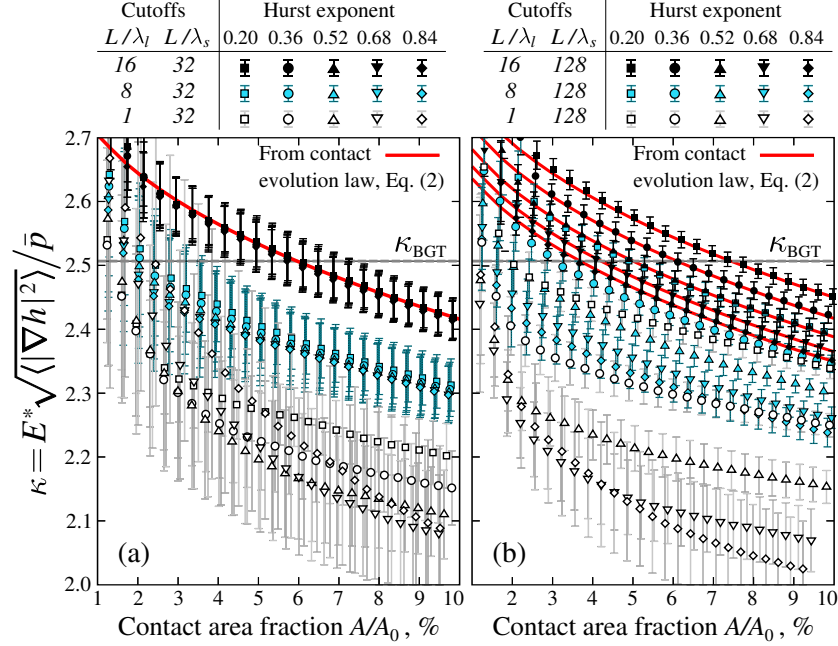 Cutoffs Hurst exponent
L/λl L/λs 0.20 0.36 0.52 0.68 0.84
16 32
8 32
1 32
Cutoffs Hurst exponent
L/λl L/λs 0.20 0.36 0.52 0.68 0.84
16 128
8 128
1 128
κ=E*√⟨|∇h|²⟩/p̄
2.7
2.6
2.5
2.4
2.3
2.2
2.1
2.0
From contact
evolution law, Eq. (2)
κBGT
(a)
1 2 3 4 5 6 7 8 9 10
Contact area fraction A/A0 , %
From contact
evolution law, Eq. (2)
κBGT
(b)
2 3 4 5 6 7 8 9 10
Contact area fraction A/A0 , %